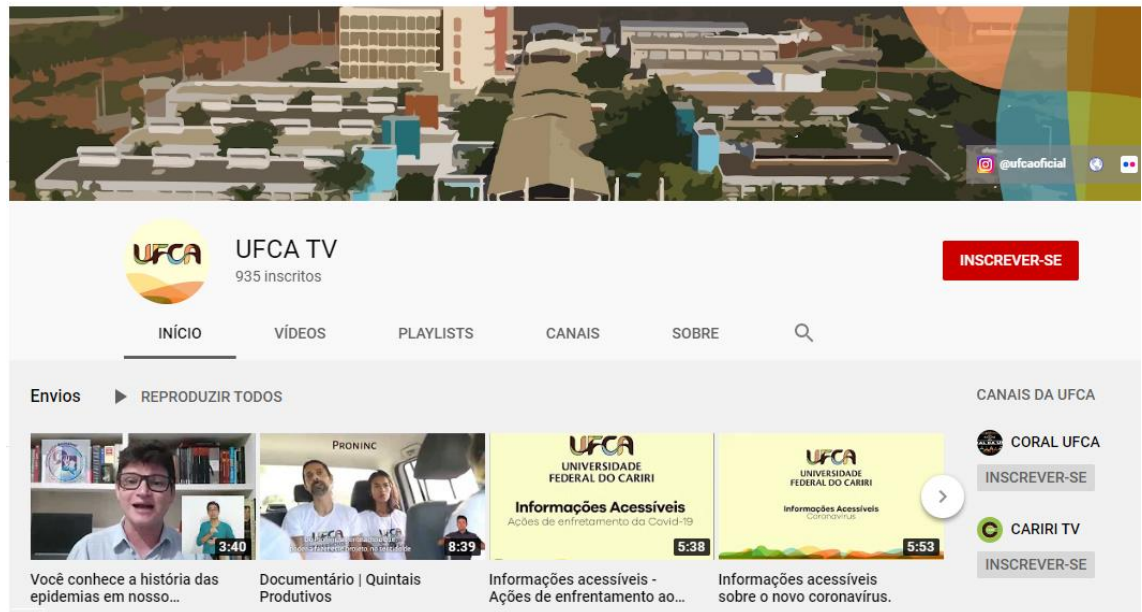 @ufcaoficial
UFCA
UFCA TV
935 inscritos
INSCREVER-SE
INÍCIO
VÍDEOS
PLAYLISTS
CANAIS
SOBRE
Envios
REPRODUZIR TODOS
3:40
Você conhece a história das
epidemias em nosso...
PRONINC
8:39
Documentário | Quintais
Produtivos
UFCA
UNIVERSIDADE
FEDERAL DO CARIRI
Informações Acessíveis
Ações de enfretamento da Covid-19
5:38
Informações acessíveis -
Ações de enfrentamento ao...
UFCA
UNIVERSIDADE
FEDERAL DO CARIRI
Informações Acessíveis
Coronavírus
5:53
Informações acessíveis
sobre o novo coronavírus.
CANAIS DA UFCA
CORAL UFCA
INSCREVER-SE
CARIRI TV
INSCREVER-SE